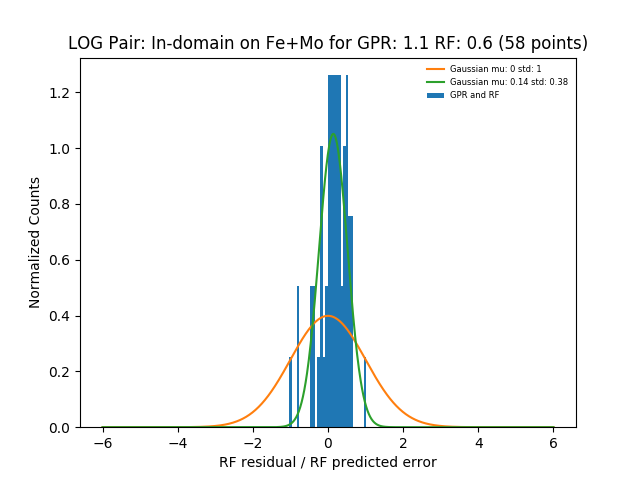 LOG Pair: In-domain on Fe+Mo for GPR: 1.1 RF: 0.6 (58 points)
Gaussian mu: 0 std: 1
Gaussian mu: 0.14 std: 0.38
GPR and RF
Normalized Counts
1.2
1.0
0.8
0.6
0.4
0.2
0.0
−6 −4 −2 0 2 4 6
RF residual / RF predicted error